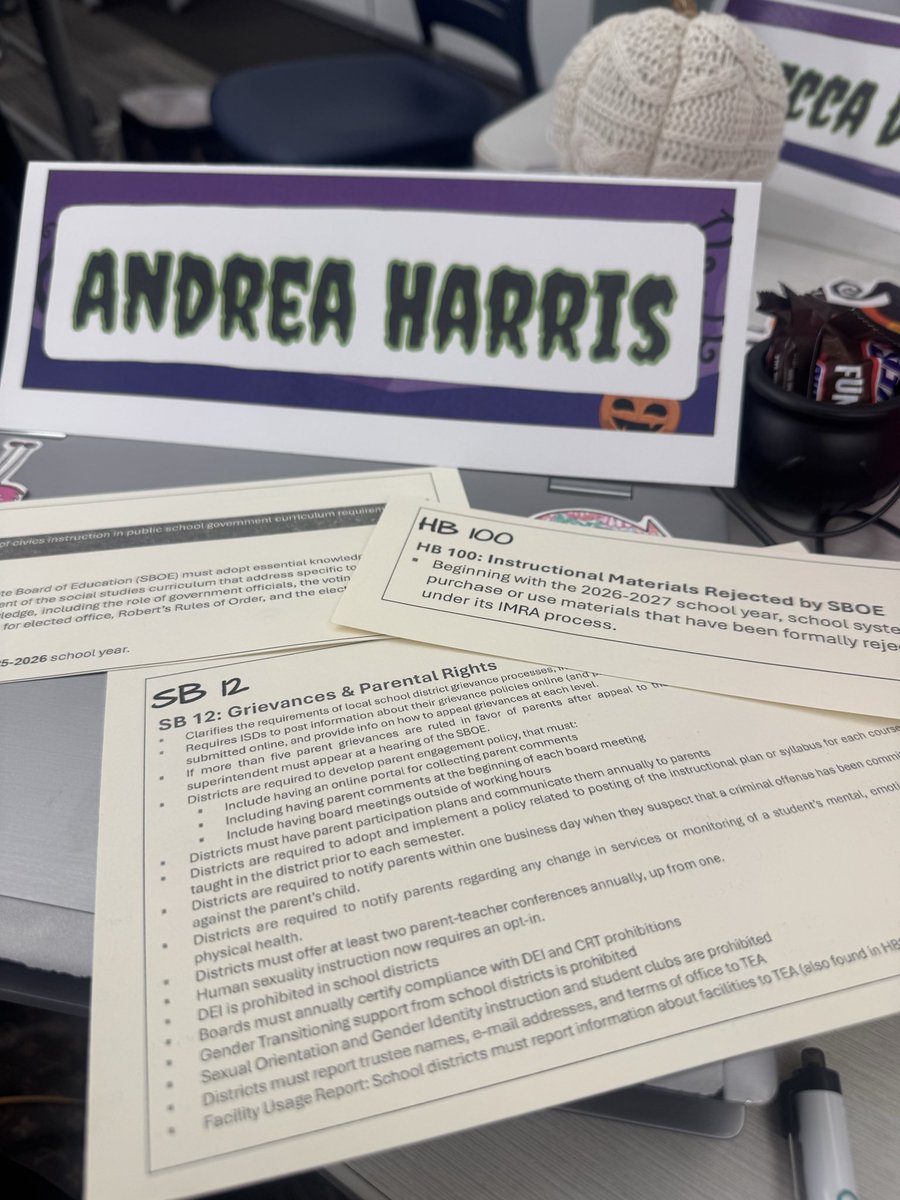 CCA
ANDREA HARRIS
FUN
of civics instruction in public school government curriculum
te Board of Education (SBOE) must adopt essential
ent of the social studies curriculum that address specific
ledge, including the role of government officials, the
for elected office, Robert's Rules of Order, and the
5-2026 school year.
HB 100
HB 100: Instructional Materials Rejected by SBOE
▪ Beginning with the 2026-2027 school year, school
purchase or use materials that have been formally
under its IMRA process.
SB 12
SB 12: Grievances & Parental Rights
▪ Clarifies the requirements of local school district grievance processes,
▪ Requires ISDs to post information about their grievance policies online (and
submitted online, and provide info on how to appeal grievances at each level.
▪ If more than five parent grievances are ruled in favor of parents after appeal to
superintendent must appear at a hearing of the SBOE.
▪ Districts are required to develop parent engagement policy, that must:
▪ Include having an online portal for collecting parent comments
▪ Including having parent comments at the beginning of each board meeting
▪ Include having board meetings outside of working hours
▪ Districts must have parent participation plans and communicate them annually to parents
▪ Districts are required to adopt and implement a policy related to posting of the instructional plan or syllabus for each course
taught in the district prior to each semester.
▪ Districts are required to notify parents within one business day when they suspect that a criminal offense has been
against the parent's child.
▪ Districts are required to notify parents regarding any change in services or monitoring of a student's mental,
physical health.
▪ Districts must offer at least two parent-teacher conferences annually, up from one.
▪ Human sexuality instruction now requires an opt-in.
▪ DEI is prohibited in school districts
▪ Boards must annually certify compliance with DEI and CRT prohibitions
▪ Gender Transitioning support from school districts is prohibited
▪ Sexual Orientation and Gender Identity instruction and student clubs are prohibited
▪ Districts must report trustee names, e-mail addresses, and terms of office to TEA
▪ Facility Usage Report: School districts must report information about facilities to TEA (also found in